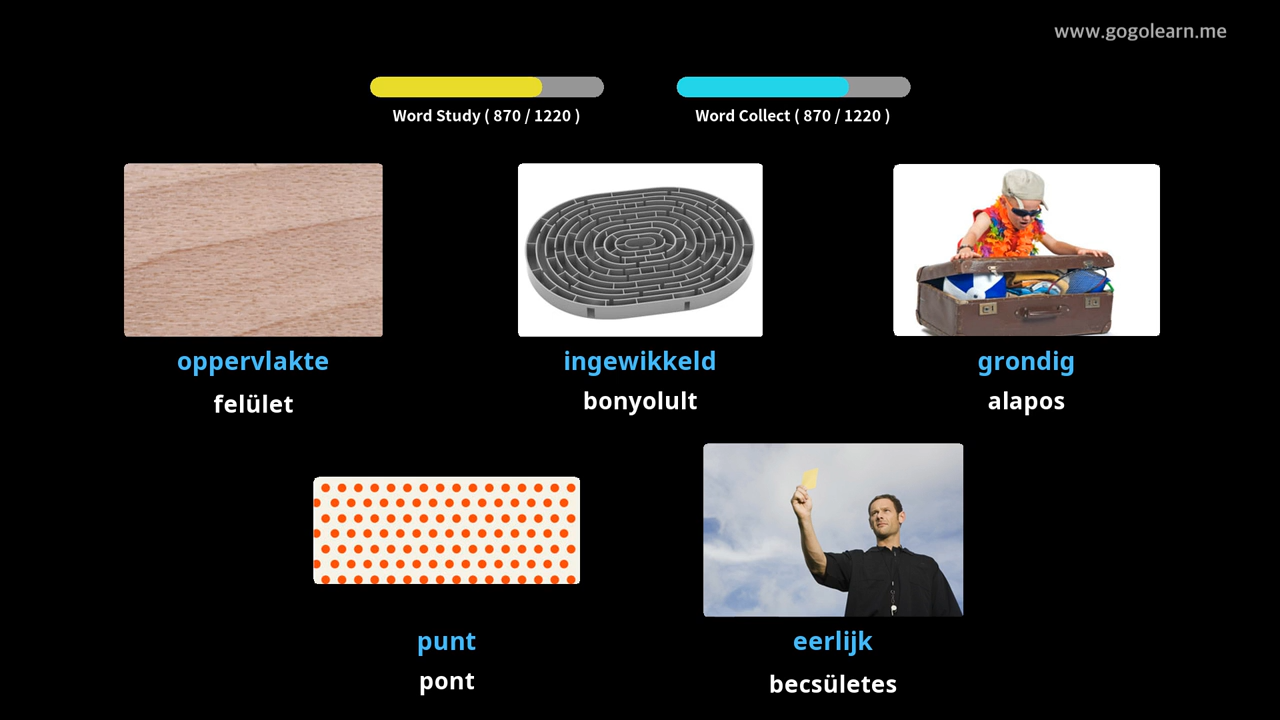 www.gogolearn.me
Word Study ( 870 / 1220 )
Word Collect ( 870 / 1220 )
oppervlakte
felület
ingewikkeld
bonyolult
grondig
alapos
punt
pont
eerlijk
becsületes